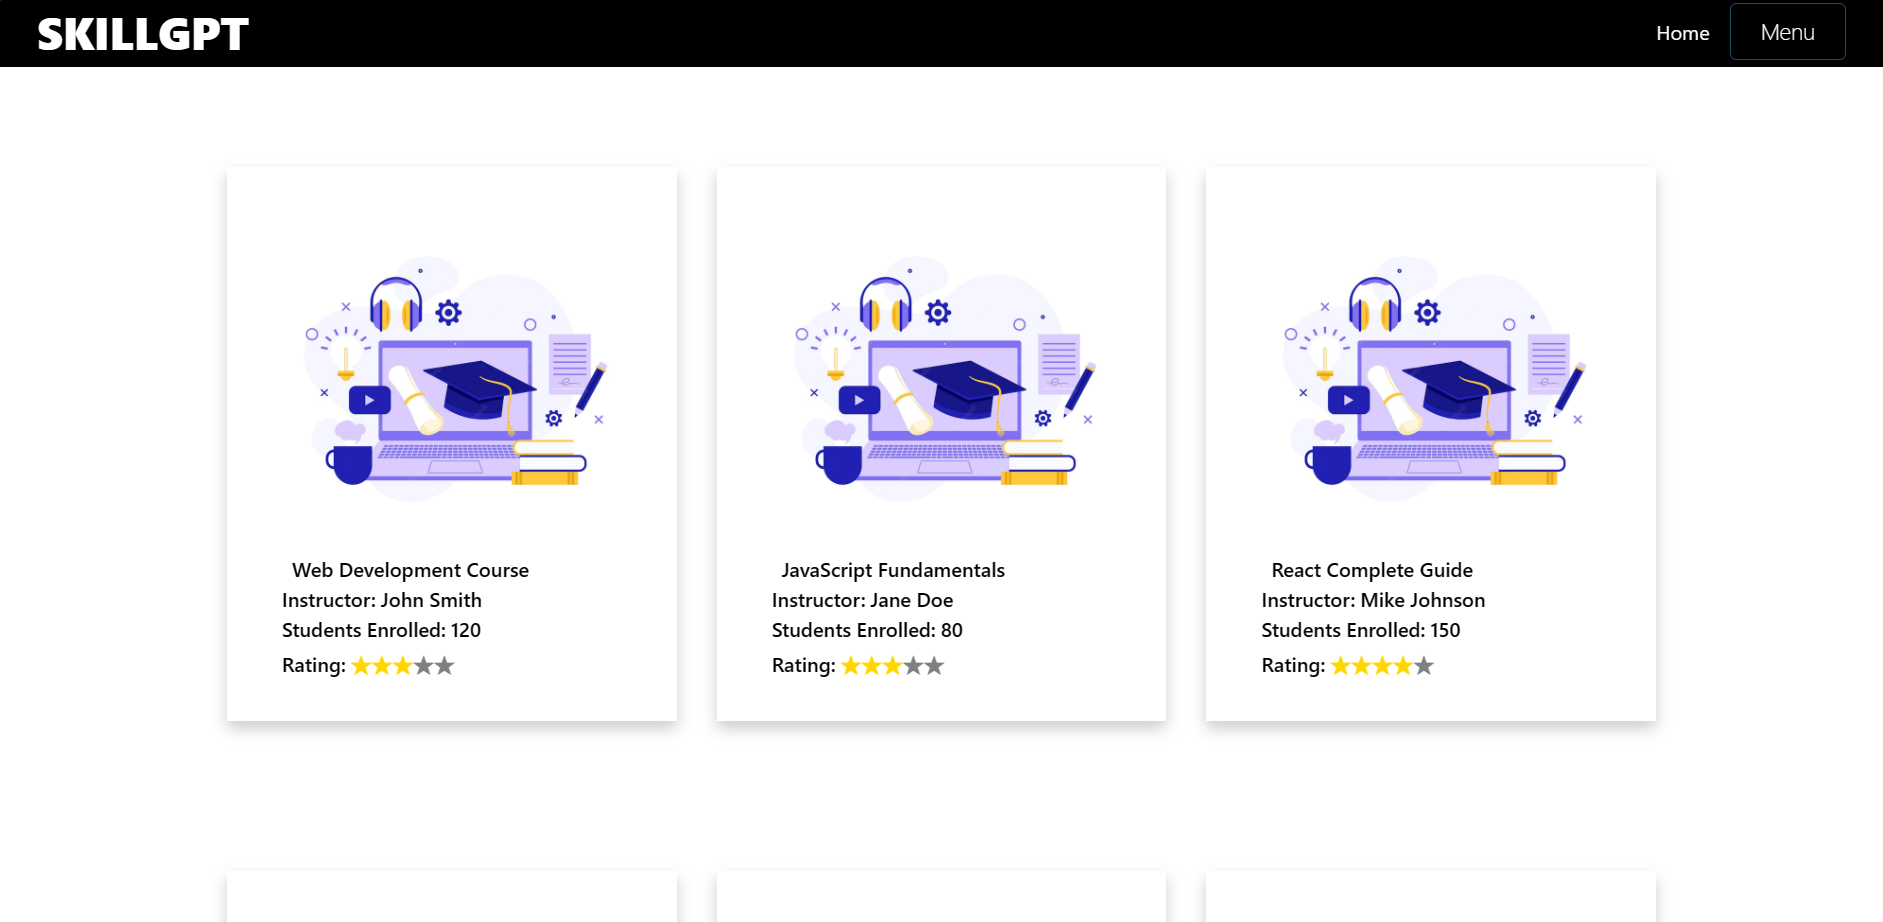 SKILLGPT
Home
Menu
Web Development Course
Instructor: John Smith
Students Enrolled: 120
Rating:
JavaScript Fundamentals
Instructor: Jane Doe
Students Enrolled: 80
Rating:
React Complete Guide
Instructor: Mike Johnson
Students Enrolled: 150
Rating: